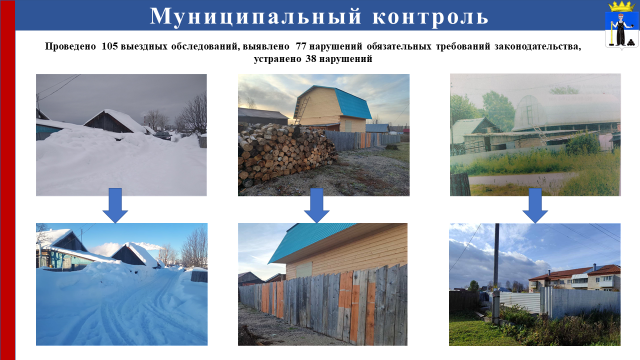 Муниципальный контроль
Проведено 105 выездных обследований, выявлено 77 нарушений обязательных требований законодательства,
устранено 38 нарушений